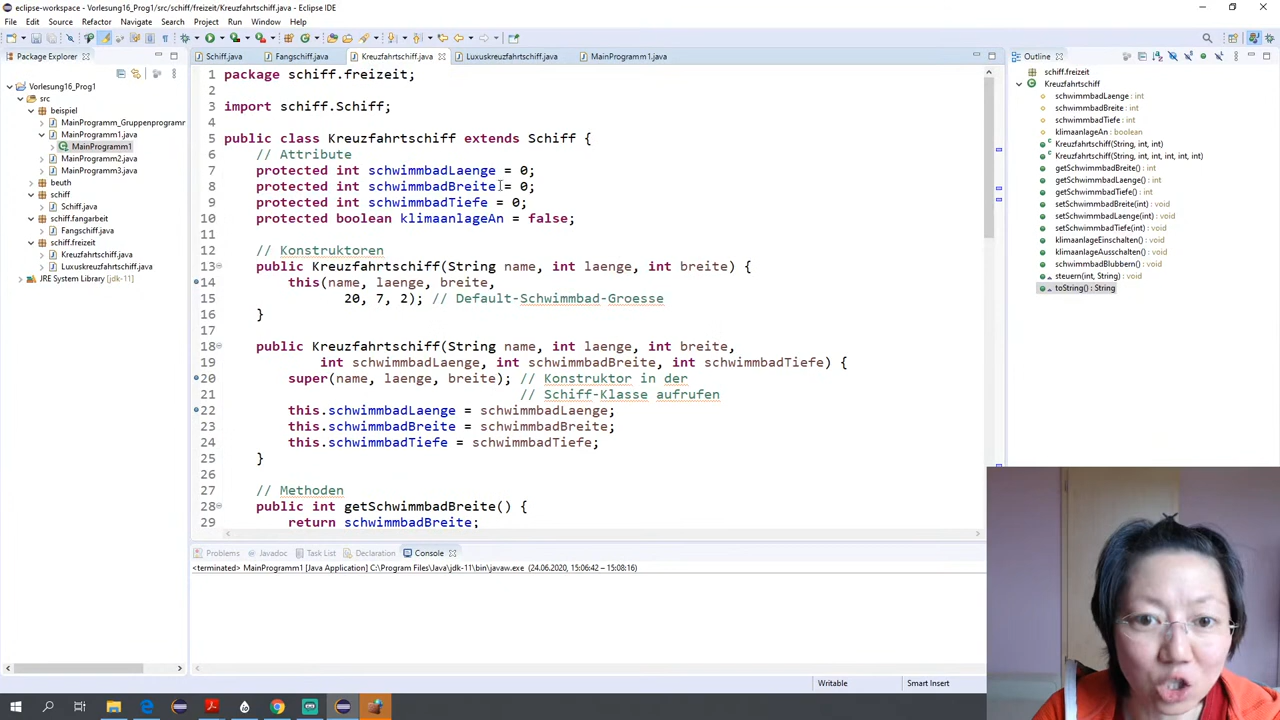 eclipse-workspace - Vorlesung16_Prog1/src/schiff/freizeit/Kreuzfahrtschiff.java - Eclipse IDE
File Edit Source Refactor Navigate Search Project Run Window Help
Package Explorer
Schiff.java
Fangschiff.java
Kreuzfahrtschiff.java
Luxuskreuzfahrtschiff.java
MainProgramm1.java
Outline
Vorlesung16_Prog1
src
beispiel
MainProgramm_Gruppenprogramm
MainProgramm1.java
MainProgramm1
MainProgramm2.java
MainProgramm3.java
beuth
schiff
Schiff.java
schiff.fangarbeit
Fangschiff.java
schiff.freizeit
Kreuzfahrtschiff.java
Luxuskreuzfahrtschiff.java
JRE System Library [jdk-11]
1 package schiff.freizeit;
2
3 import schiff.Schiff;
4
5 public class Kreuzfahrtschiff extends Schiff {
6 // Attribute
7 protected int schwimmbadLaenge = 0;
8 protected int schwimmbadBreite = 0;
9 protected int schwimmbadTiefe = 0;
10 protected boolean klimaanlageAn = false;
11
12 // Konstruktoren
13 public Kreuzfahrtschiff(String name, int laenge, int breite) {
14 this(name, laenge, breite,
15 20, 7, 2); // Default-Schwimmbad-Groesse
16 }
17
18 public Kreuzfahrtschiff(String name, int laenge, int breite,
19 int schwimmbadLaenge, int schwimmbadBreite, int schwimmbadTiefe) {
20 super(name, laenge, breite); // Konstruktor in der
21 // Schiff-Klasse aufrufen
22 this.schwimmbadLaenge = schwimmbadLaenge;
23 this.schwimmbadBreite = schwimmbadBreite;
24 this.schwimmbadTiefe = schwimmbadTiefe;
25 }
26
27 // Methoden
28 public int getSchwimmbadBreite() {
29 return schwimmbadBreite;
schiff.freizeit
Kreuzfahrtschiff
schwimmbadLaenge : int
schwimmbadBreite : int
schwimmbadTiefe : int
klimaanlageAn : boolean
Kreuzfahrtschiff(String, int, int)
Kreuzfahrtschiff(String, int, int, int, int, int)
getSchwimmbadBreite() : int
getSchwimmbadLaenge() : int
getSchwimmbadTiefe() : int
setSchwimmbadBreite(int) : void
setSchwimmbadLaenge(int) : void
setSchwimmbadTiefe(int) : void
klimaanlageEinschalten() : void
klimaanlageAusschalten() : void
schwimmbadBlubbern() : void
steuern(int, String) : void
toString() : String
Problems Javadoc Task List Declaration Console
<terminated> MainProgramm1 [Java Application] C:\Program Files\Java\jdk-11\bin\javaw.exe (24.06.2020, 15:06:42 – 15:08:16)
Writable
Smart Insert